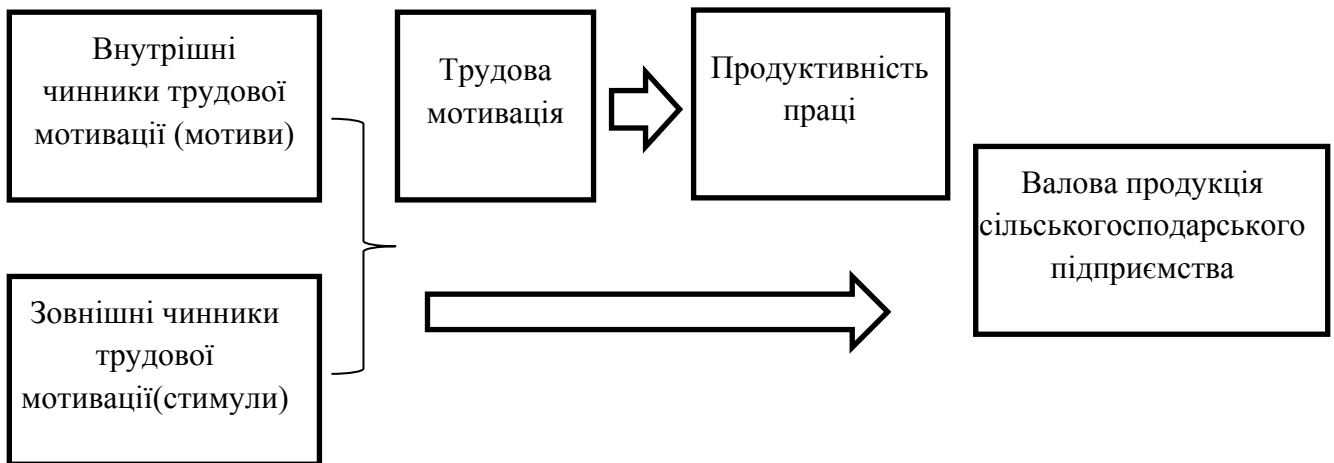 Внутрішні
чинники трудової
мотивації (мотиви)
Трудова
мотивація
Продуктивність
праці
Валова продукція
сільськогосподарського
підприємства
Зовнішні чинники
трудової
мотивації(стимули)